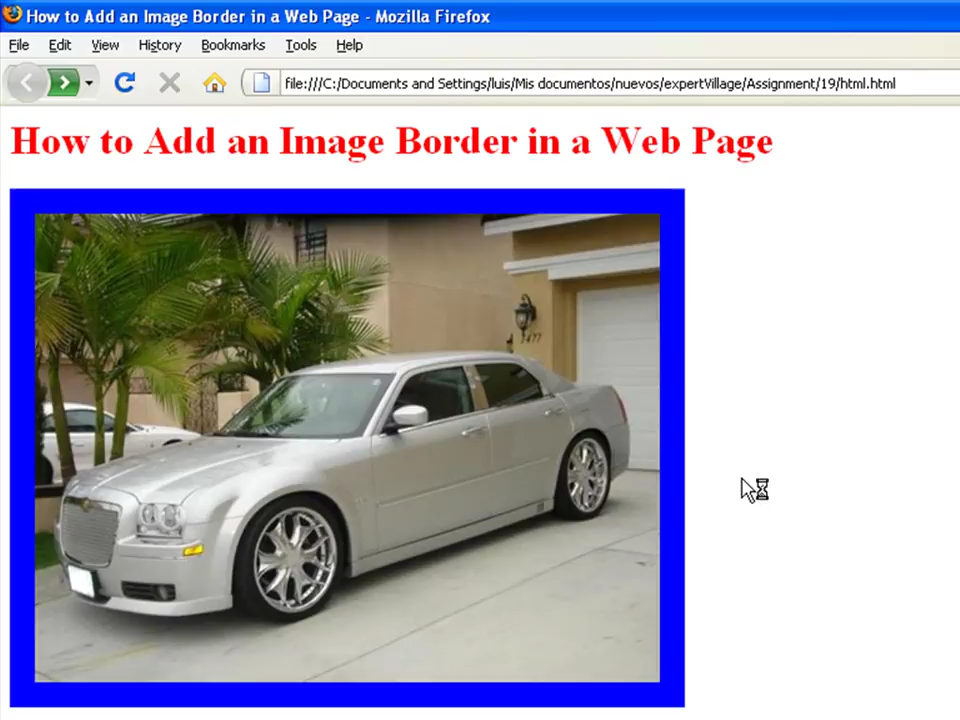 How to Add an Image Border in a Web Page - Mozilla Firefox
File Edit View History Bookmarks Tools Help
file:///C:/Documents and Settings/luis/Mis documentos/nuevos/expertVillage/Assignment/19/html.html
How to Add an Image Border in a Web Page
1477